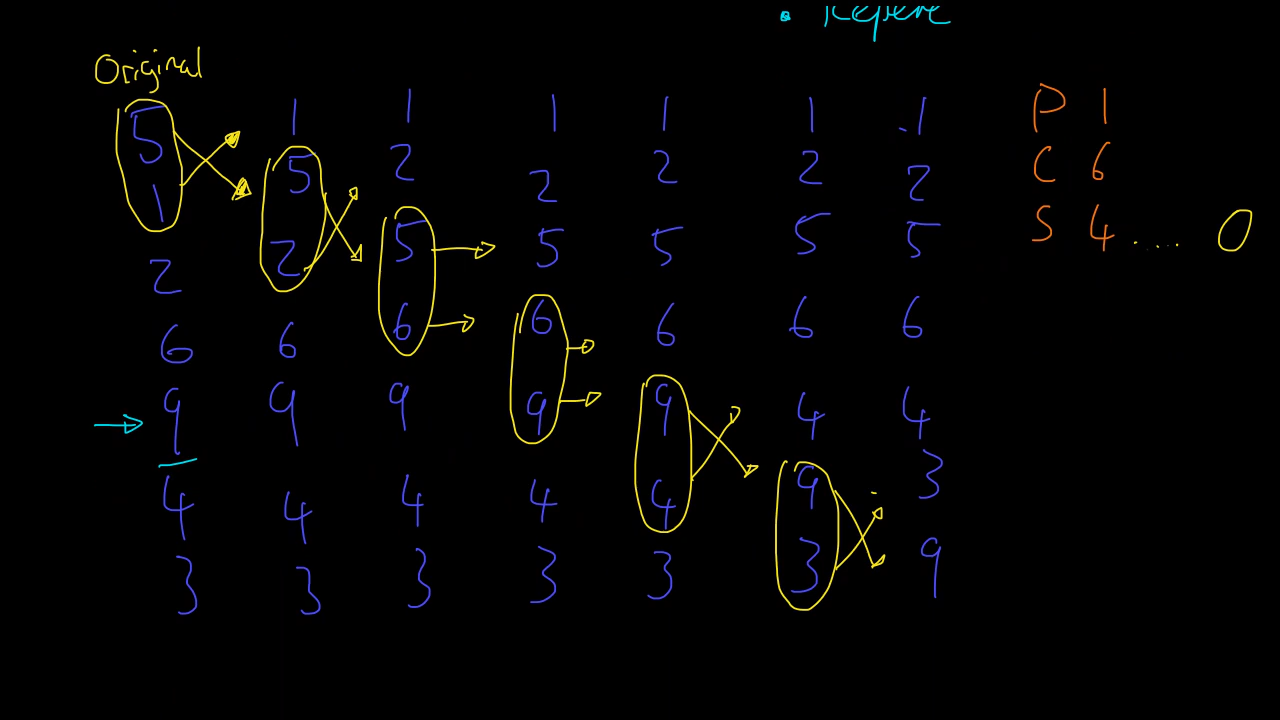 • Repeat
Original
5 1 1 1 1 1 1 P 1
1 5 2 2 2 2 2 C 6
2 2 5 5 5 5 5 S 4 ..... 0
6 6 6 6 6 6 6
9 9 9 9 9 4 4
4 4 4 4 4 9 3
3 3 3 3 3 3 9